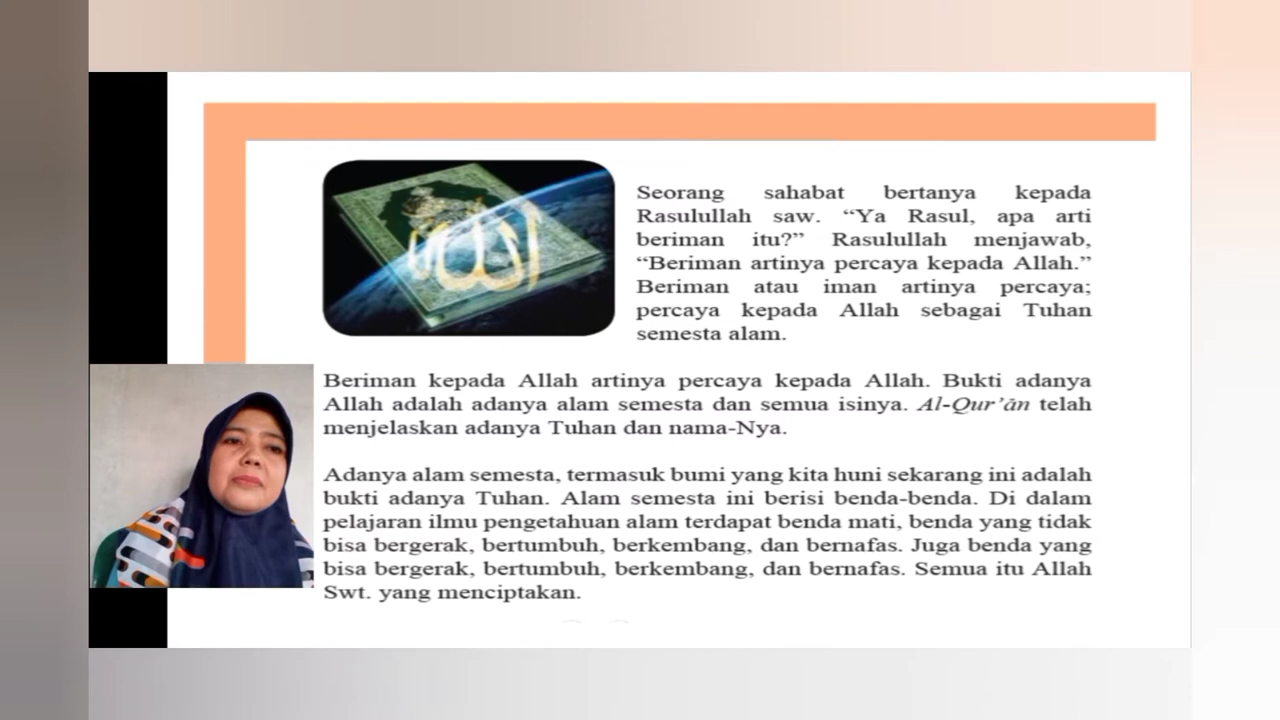 الله
Seorang sahabat bertanya kepada
Rasulullah saw. “Ya Rasul, apa arti
beriman itu?” Rasulullah menjawab,
“Beriman artinya percaya kepada Allah.”
Beriman atau iman artinya percaya;
percaya kepada Allah sebagai Tuhan
semesta alam.
Beriman kepada Allah artinya percaya kepada Allah. Bukti adanya
Allah adalah adanya alam semesta dan semua isinya. Al-Qur’ān telah
menjelaskan adanya Tuhan dan nama-Nya.
Adanya alam semesta, termasuk bumi yang kita huni sekarang ini adalah
bukti adanya Tuhan. Alam semesta ini berisi benda-benda. Di dalam
pelajaran ilmu pengetahuan alam terdapat benda mati, benda yang tidak
bisa bergerak, bertumbuh, berkembang, dan bernafas. Juga benda yang
bisa bergerak, bertumbuh, berkembang, dan bernafas. Semua itu Allah
Swt. yang menciptakan.